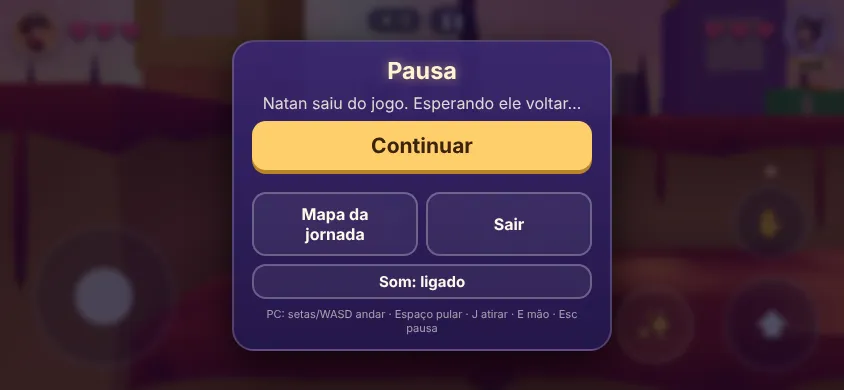 Pausa
Natan saiu do jogo. Esperando ele voltar...
Continuar
Mapa da
jornada
Sair
Som: ligado
PC: setas/WASD andar · Espaço pular · J atirar · E mão · Esc
pausa